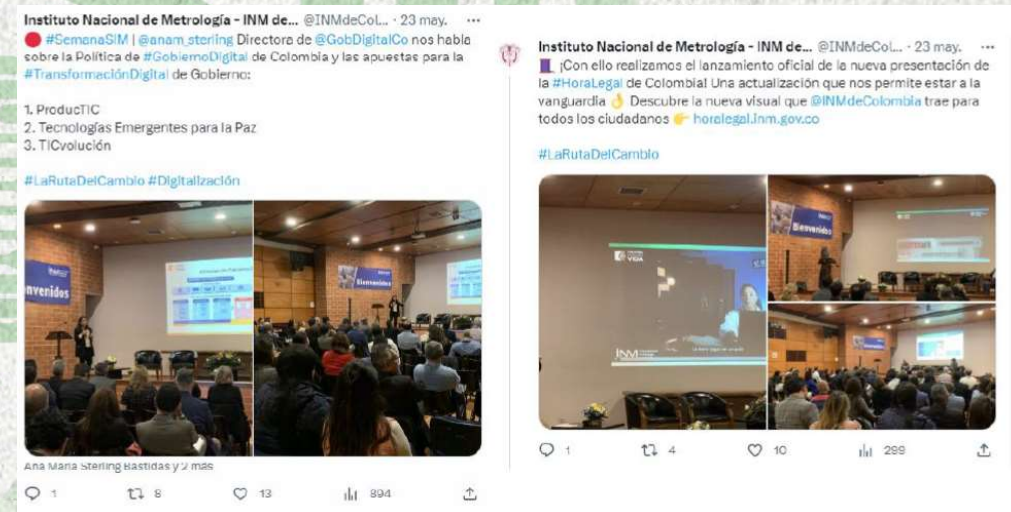 Instituto Nacional de Metrología - INM de... @INMdeCol... · 23 may. ...
🔴 #SemanaSIM | @anam_sterling Directora de @GobDigitalCo nos habla
sobre la Política de #GobiernoDigital de Colombia y las apuestas para la
#TransformaciónDigital de Gobierno:
1. ProducTIC
2. Tecnologías Emergentes para la Paz
3. TICvolución
#LaRutaDelCambio #Digitalización
nvenidos
Bienvenidos
Ana María Sterling Bastidas y 2 más
1 8 13 894
Instituto Nacional de Metrología - INM de... @INMdeCol... · 23 may. ...
¡Con ello realizamos el lanzamiento oficial de la nueva presentación de
la #HoraLegal de Colombia! Una actualización que nos permite estar a la
vanguardia 👌 Descubre la nueva visual que @INMdeColombia trae para
todos los ciudadanos 👉 horalegal.inm.gov.co
#LaRutaDelCambio
VIDA
INM
Bienvenidos
1 4 10 299